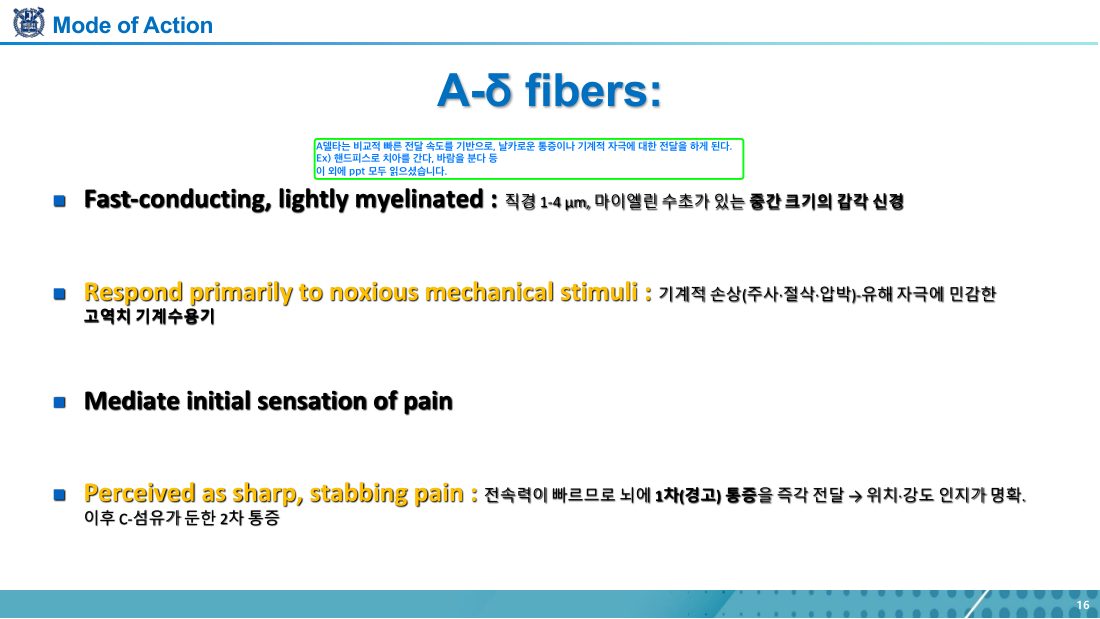 Mode of Action
A-δ fibers:
A델타는 비교적 빠른 전달 속도를 기반으로, 날카로운 통증이나 기계적 자극에 대한 전달을 하게 된다.
Ex) 핸드피스로 치아를 간다, 바람을 분다 등
이 외에 ppt 모두 읽으셨습니다.
■ Fast-conducting, lightly myelinated : 직경 1-4 μm, 마이엘린 수초가 있는 중간 크기의 감각 신경
■ Respond primarily to noxious mechanical stimuli : 기계적 손상(주사·절삭·압박)-유해 자극에 민감한
고역치 기계수용기
■ Mediate initial sensation of pain
■ Perceived as sharp, stabbing pain : 전속력이 빠르므로 뇌에 1차(경고) 통증을 즉각 전달 → 위치·강도 인지가 명확.
이후 C-섬유가 둔한 2차 통증
16